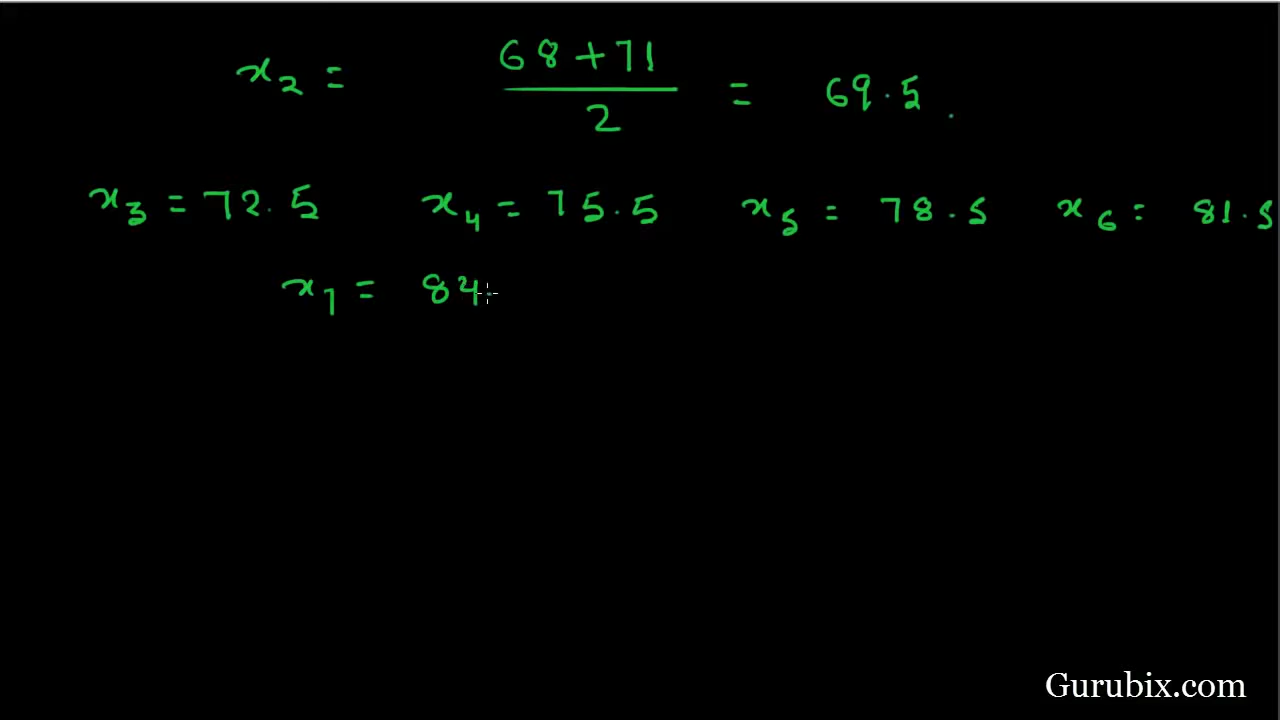 x₂ = (68+71)/2 = 69.5 .
x₃ = 72.5 x₄ = 75.5 x₅ = 78.5 x₆ = 81.5
x₇ = 84
Gurubix.com